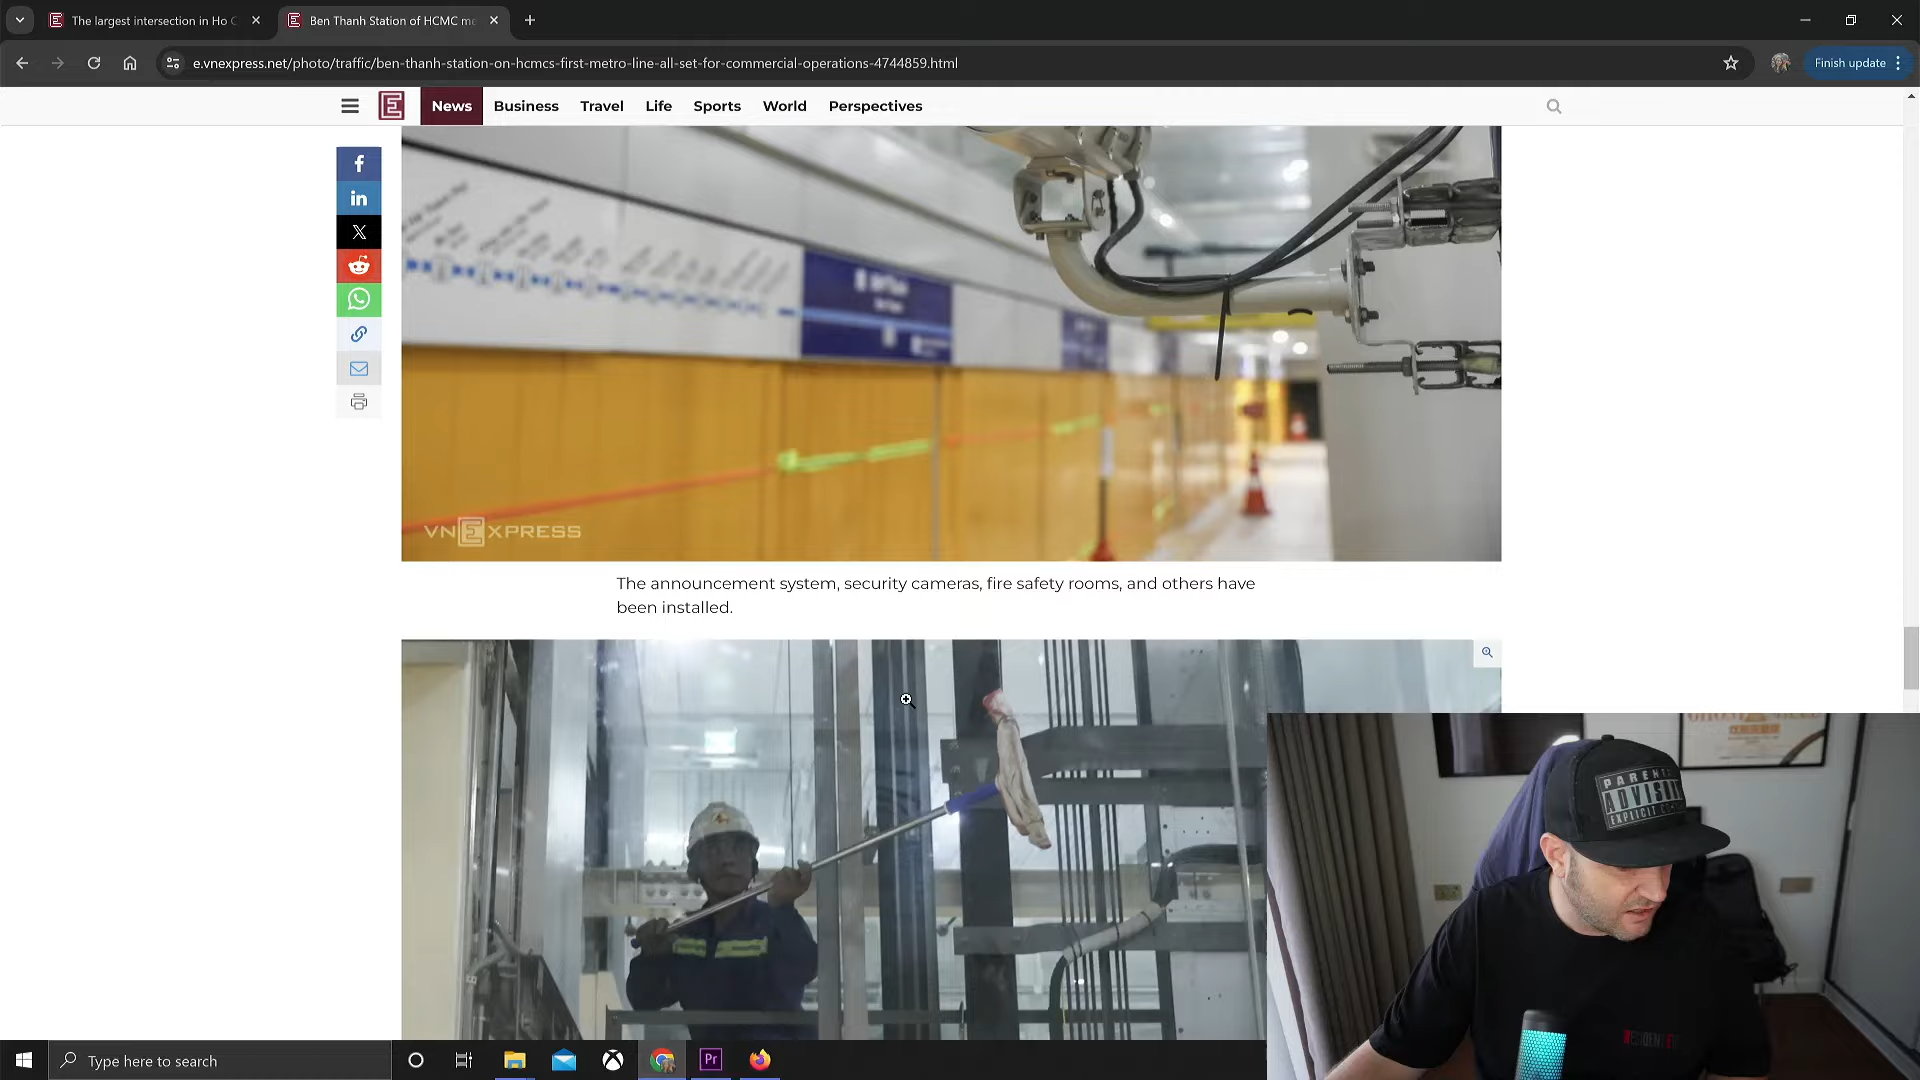 The largest intersection in Ho C
Ben Thanh Station of HCMC me
e.vnexpress.net/photo/traffic/ben-thanh-station-on-hcmcs-first-metro-line-all-set-for-commercial-operations-4744859.html
Finish update
News Business Travel Life Sports World Perspectives
VN EXPRESS
The announcement system, security cameras, fire safety rooms, and others have
been installed.
PARENTAL
ADVISORY
EXPLICIT
Type here to search
Pr